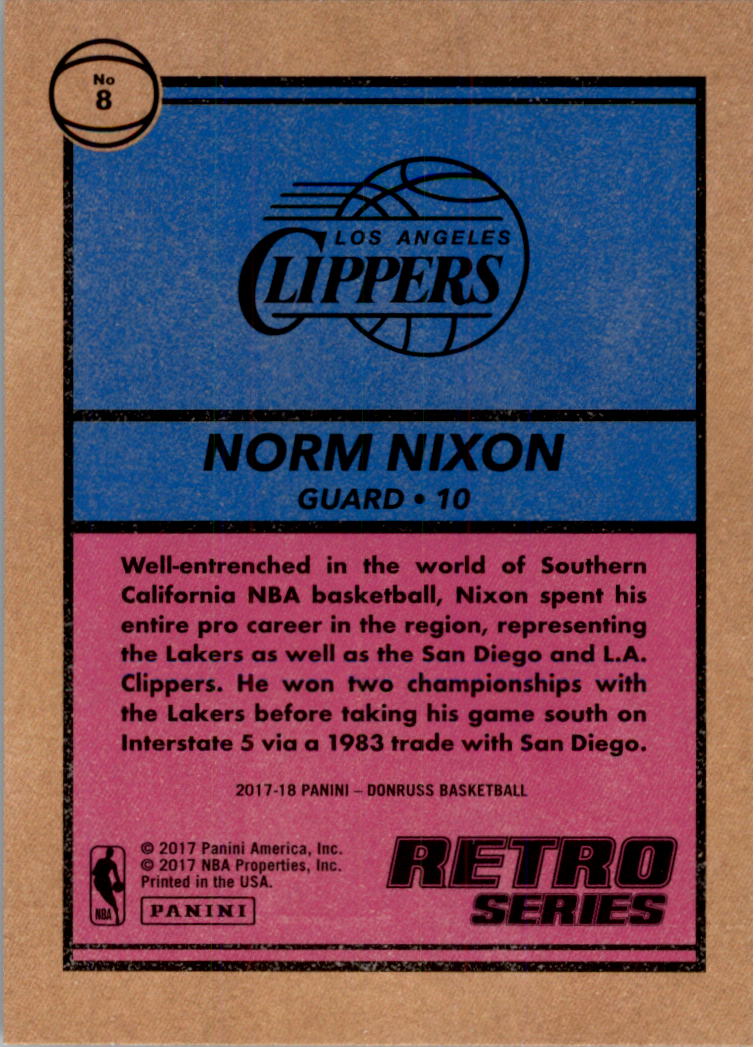 No
8
LOS ANGELES
CLIPPERS
NORM NIXON
GUARD • 10
Well-entrenched in the world of Southern
California NBA basketball, Nixon spent his
entire pro career in the region, representing
the Lakers as well as the San Diego and L.A.
Clippers. He won two championships with
the Lakers before taking his game south on
Interstate 5 via a 1983 trade with San Diego.
2017-18 PANINI – DONRUSS BASKETBALL
© 2017 Panini America, Inc.
© 2017 NBA Properties, Inc.
Printed in the USA.
NBA
PANINI
RETRO
SERIES